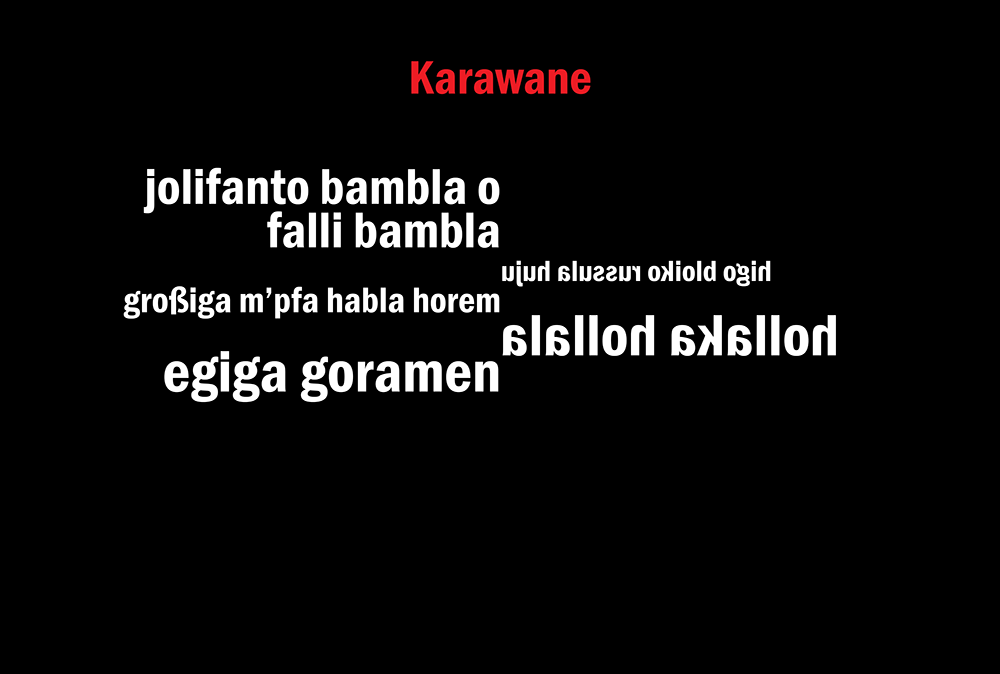 Karawane
jolifanto bambla o
falli bambla
großiga m’pfa habla horem
egiga goramen
higo bloiko russula huju
hollaka hollala